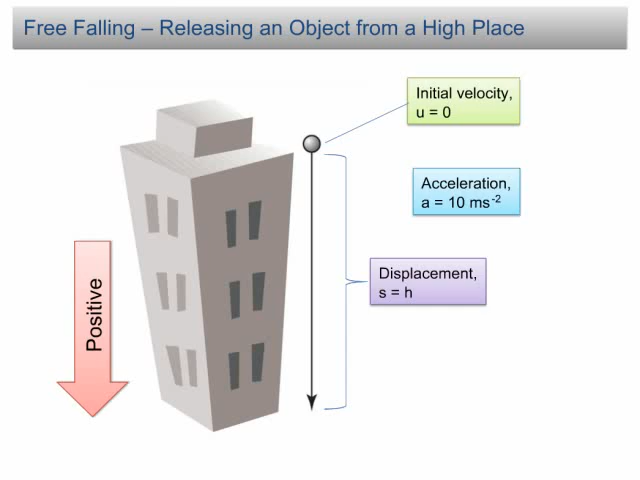 Free Falling – Releasing an Object from a High Place
Initial velocity,
u = 0
Acceleration,
a = 10 ms⁻²
Displacement,
s = h
Positive